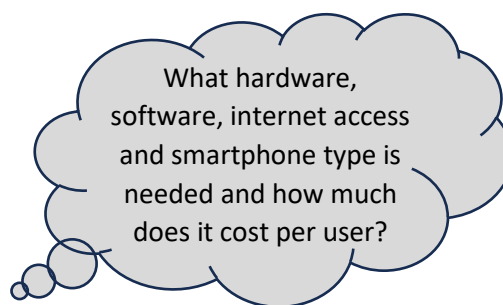 What hardware,
software, internet access
and smartphone type is
needed and how much
does it cost per user?